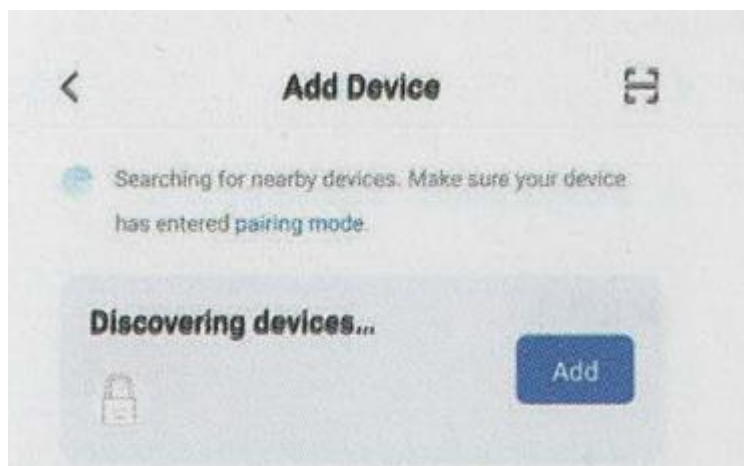 Add Device
Searching for nearby devices. Make sure your device
has entered pairing mode.
Discovering devices...
Add